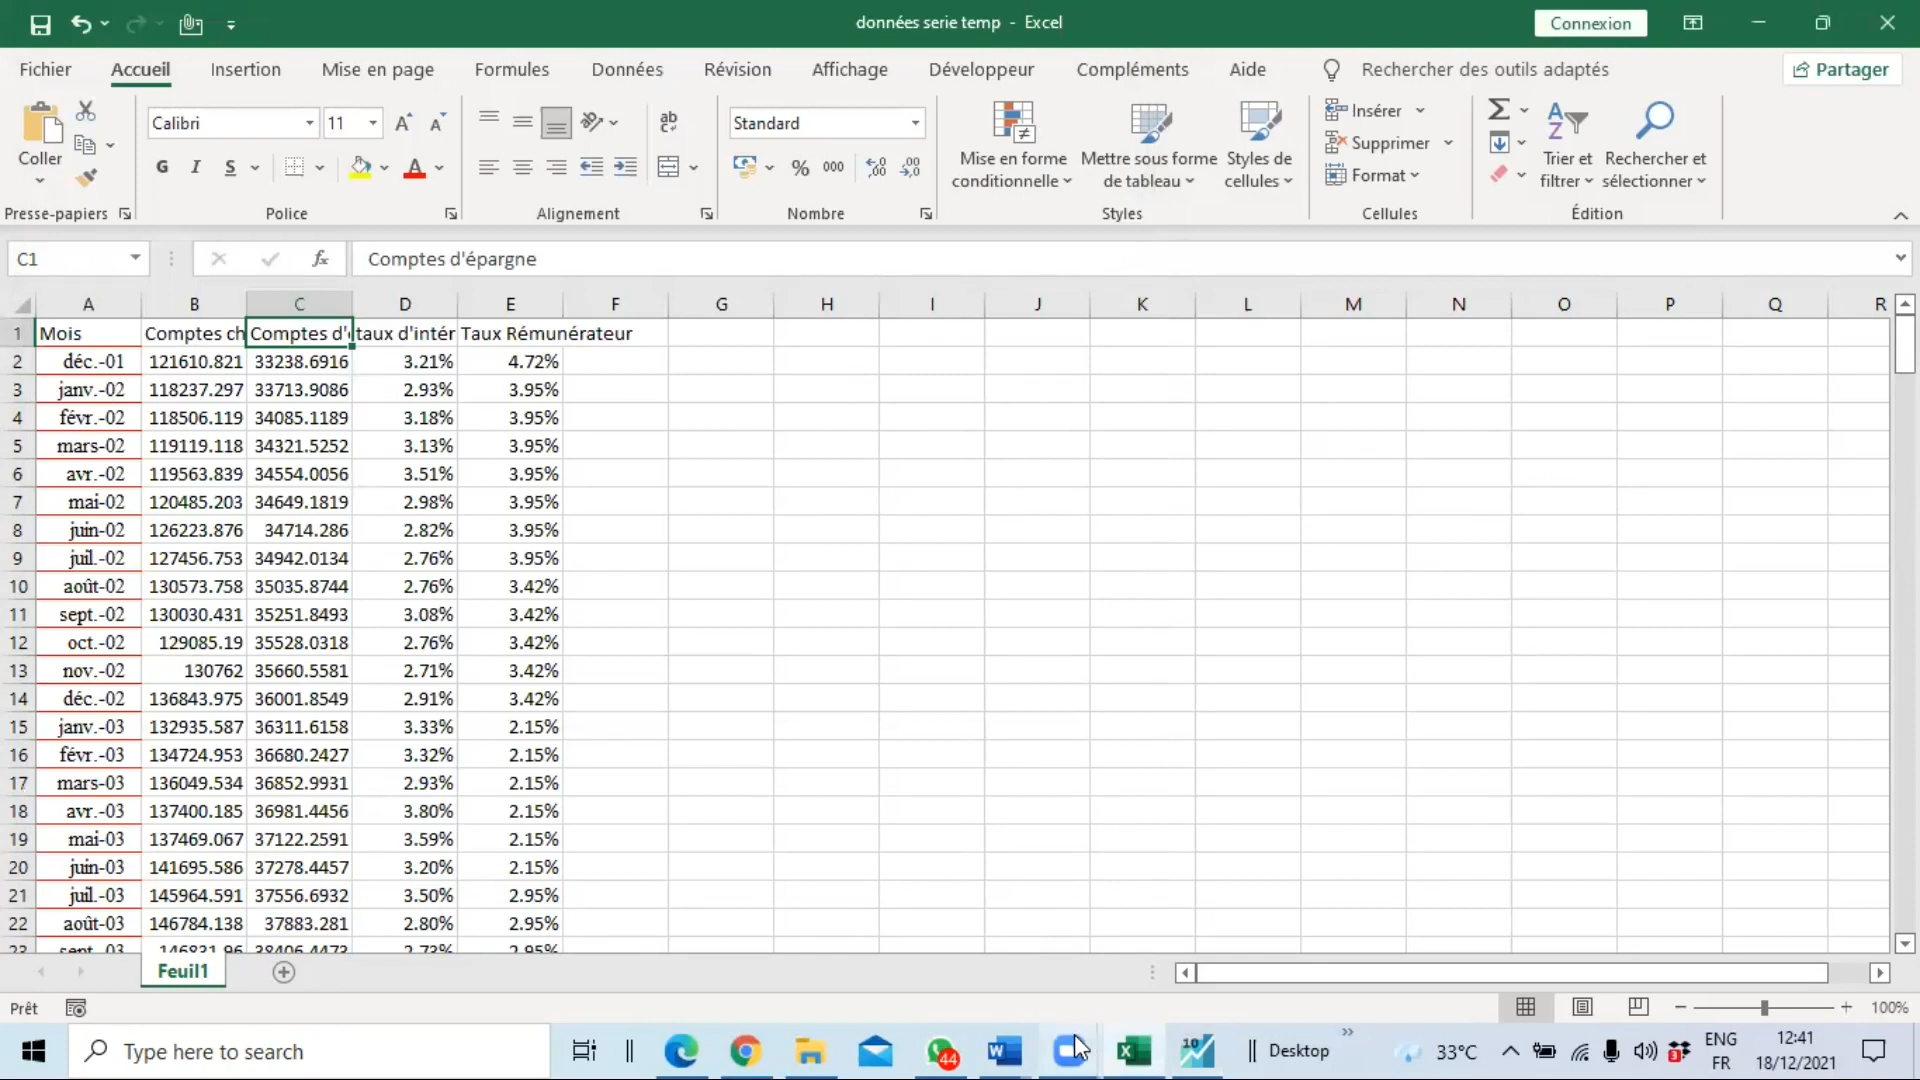 données serie temp - Excel
Connexion
Fichier Accueil Insertion Mise en page Formules Données Révision Affichage Développeur Compléments Aide Rechercher des outils adaptés Partager
Coller
Presse-papiers
Calibri 11
G I S
Police
Alignement
Standard
% 000
Nombre
Mise en forme conditionnelle
Mettre sous forme de tableau
Styles de cellules
Styles
Insérer
Supprimer
Format
Cellules
Trier et filtrer
Rechercher et sélectionner
Édition
C1 fx Comptes d'épargne
A B C D E F G H I J K L M N O P Q R
1 Mois Comptes ch Comptes d' taux d'intér Taux Rémunérateur
2 déc.-01 121610.821 33238.6916 3.21% 4.72%
3 janv.-02 118237.297 33713.9086 2.93% 3.95%
4 févr.-02 118506.119 34085.1189 3.18% 3.95%
5 mars-02 119119.118 34321.5252 3.13% 3.95%
6 avr.-02 119563.839 34554.0056 3.51% 3.95%
7 mai-02 120485.203 34649.1819 2.98% 3.95%
8 juin-02 126223.876 34714.286 2.82% 3.95%
9 juil.-02 127456.753 34942.0134 2.76% 3.95%
10 août-02 130573.758 35035.8744 2.76% 3.42%
11 sept.-02 130030.431 35251.8493 3.08% 3.42%
12 oct.-02 129085.19 35528.0318 2.76% 3.42%
13 nov.-02 130762 35660.5581 2.71% 3.42%
14 déc.-02 136843.975 36001.8549 2.91% 3.42%
15 janv.-03 132935.587 36311.6158 3.33% 2.15%
16 févr.-03 134724.953 36680.2427 3.32% 2.15%
17 mars-03 136049.534 36852.9931 2.93% 2.15%
18 avr.-03 137400.185 36981.4456 3.80% 2.15%
19 mai-03 137469.067 37122.2591 3.59% 2.15%
20 juin-03 141695.586 37278.4457 3.20% 2.15%
21 juil.-03 145964.591 37556.6932 3.50% 2.95%
22 août-03 146784.138 37883.281 2.80% 2.95%
23 sept.-03 146831.96 38406.4473 2.73% 2.95%
Feuil1
Prêt
100%
Type here to search
44
10
Desktop
33°C
3
ENG
FR
12:41
18/12/2021